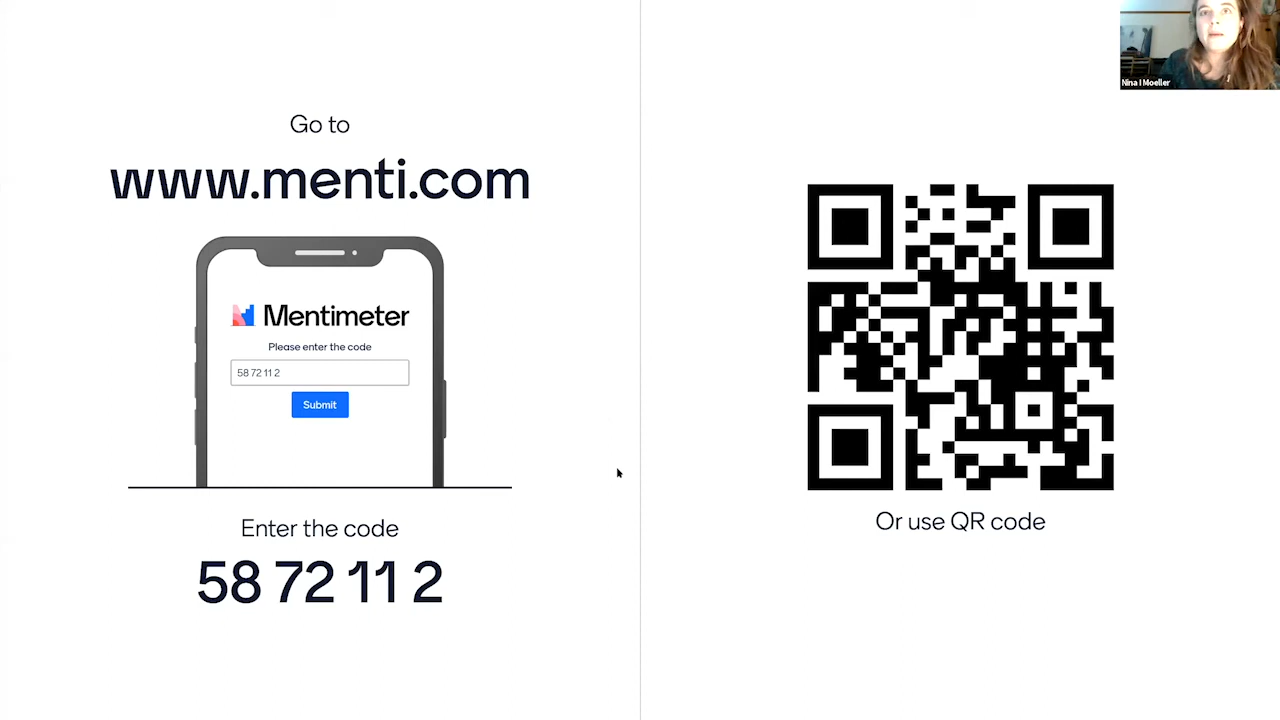 Nina I Moeller
Go to
www.menti.com
Mentimeter
Please enter the code
58 72 11 2
Submit
Enter the code
58 72 11 2
Or use QR code